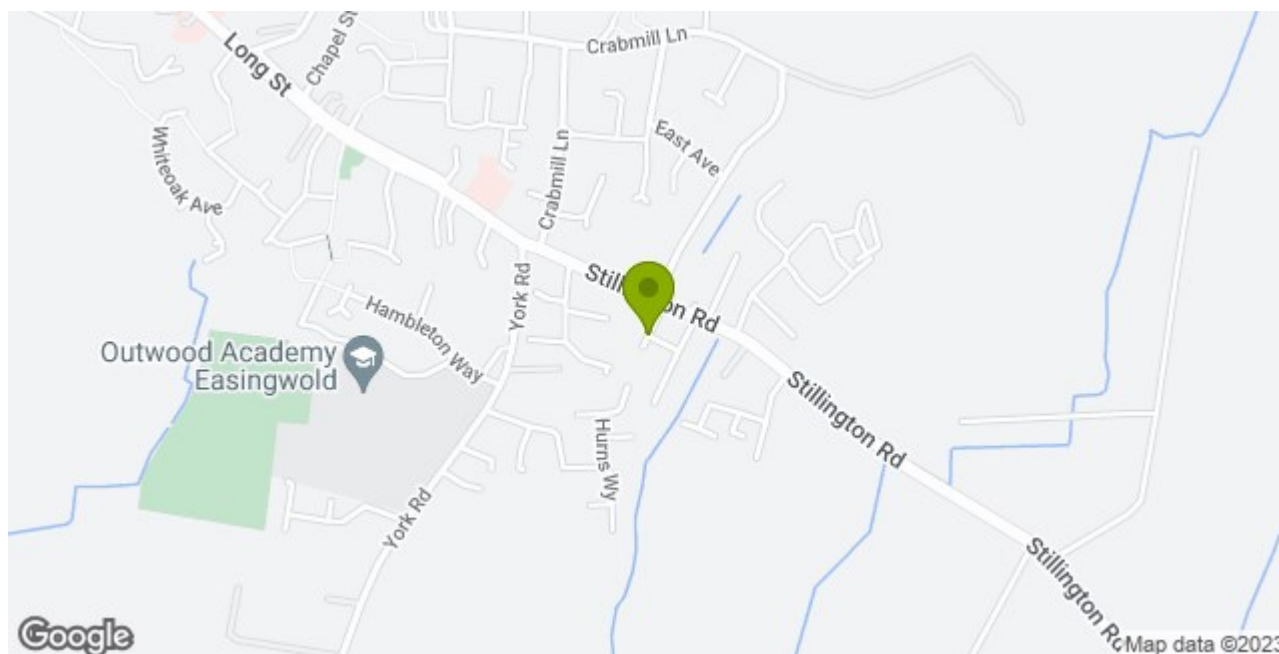 Long St
Chapel St
Crabmill Ln
Whiteoak Ave
East Ave
Crabmill Ln
Stillington Rd
York Rd
Hambleton Way
Outwood Academy
Easingwold
Stillington Rd
Hurns Wy
York Rd
Stillington Rd
Google
Map data ©2023